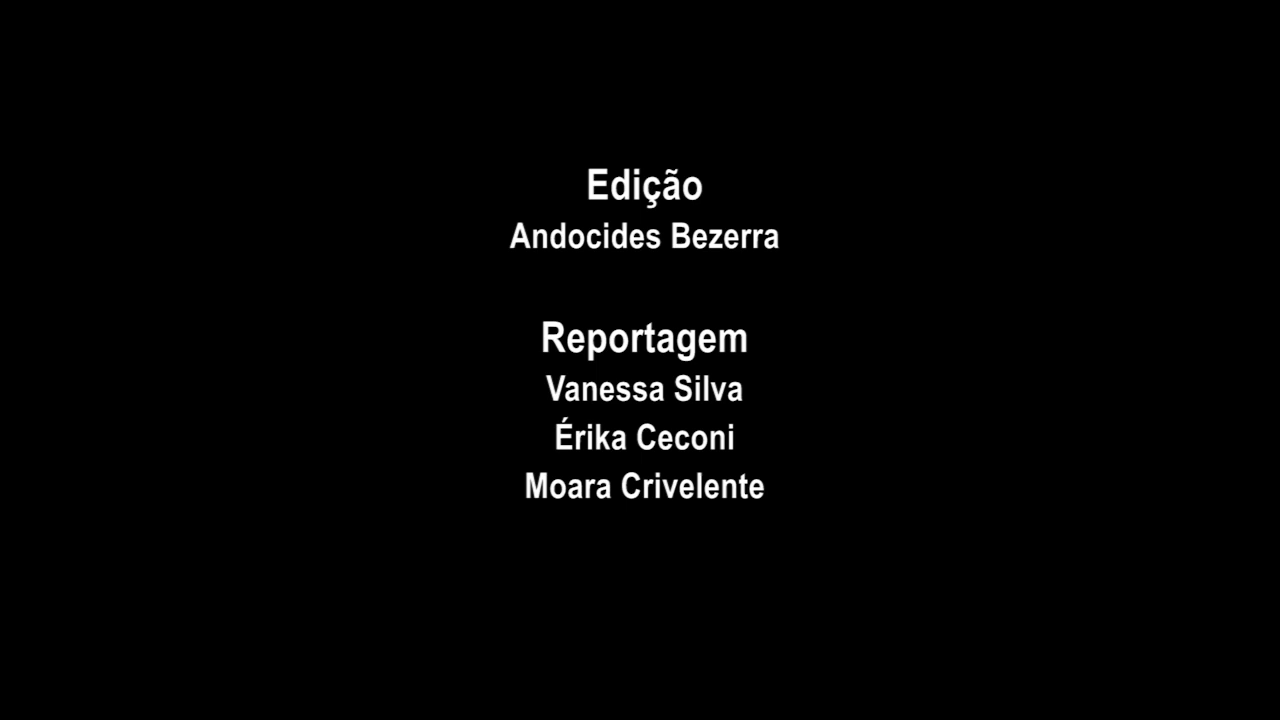 Edição
Andocides Bezerra
Reportagem
Vanessa Silva
Érika Ceconi
Moara Crivelente